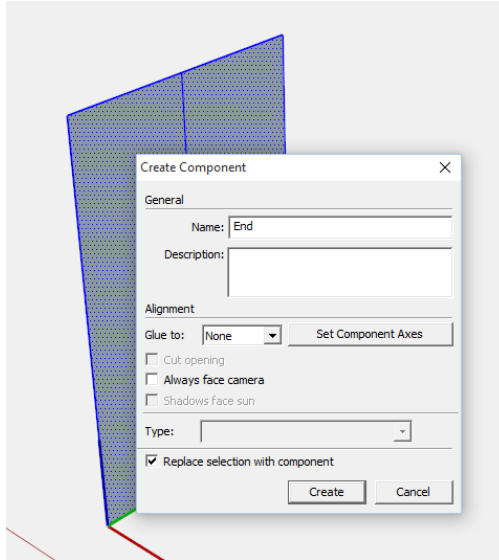 Create Component
General
Name: End
Description:
Alignment
Glue to: None Set Component Axes
Cut opening
Always face camera
Shadows face sun
Type:
Replace selection with component
Create Cancel